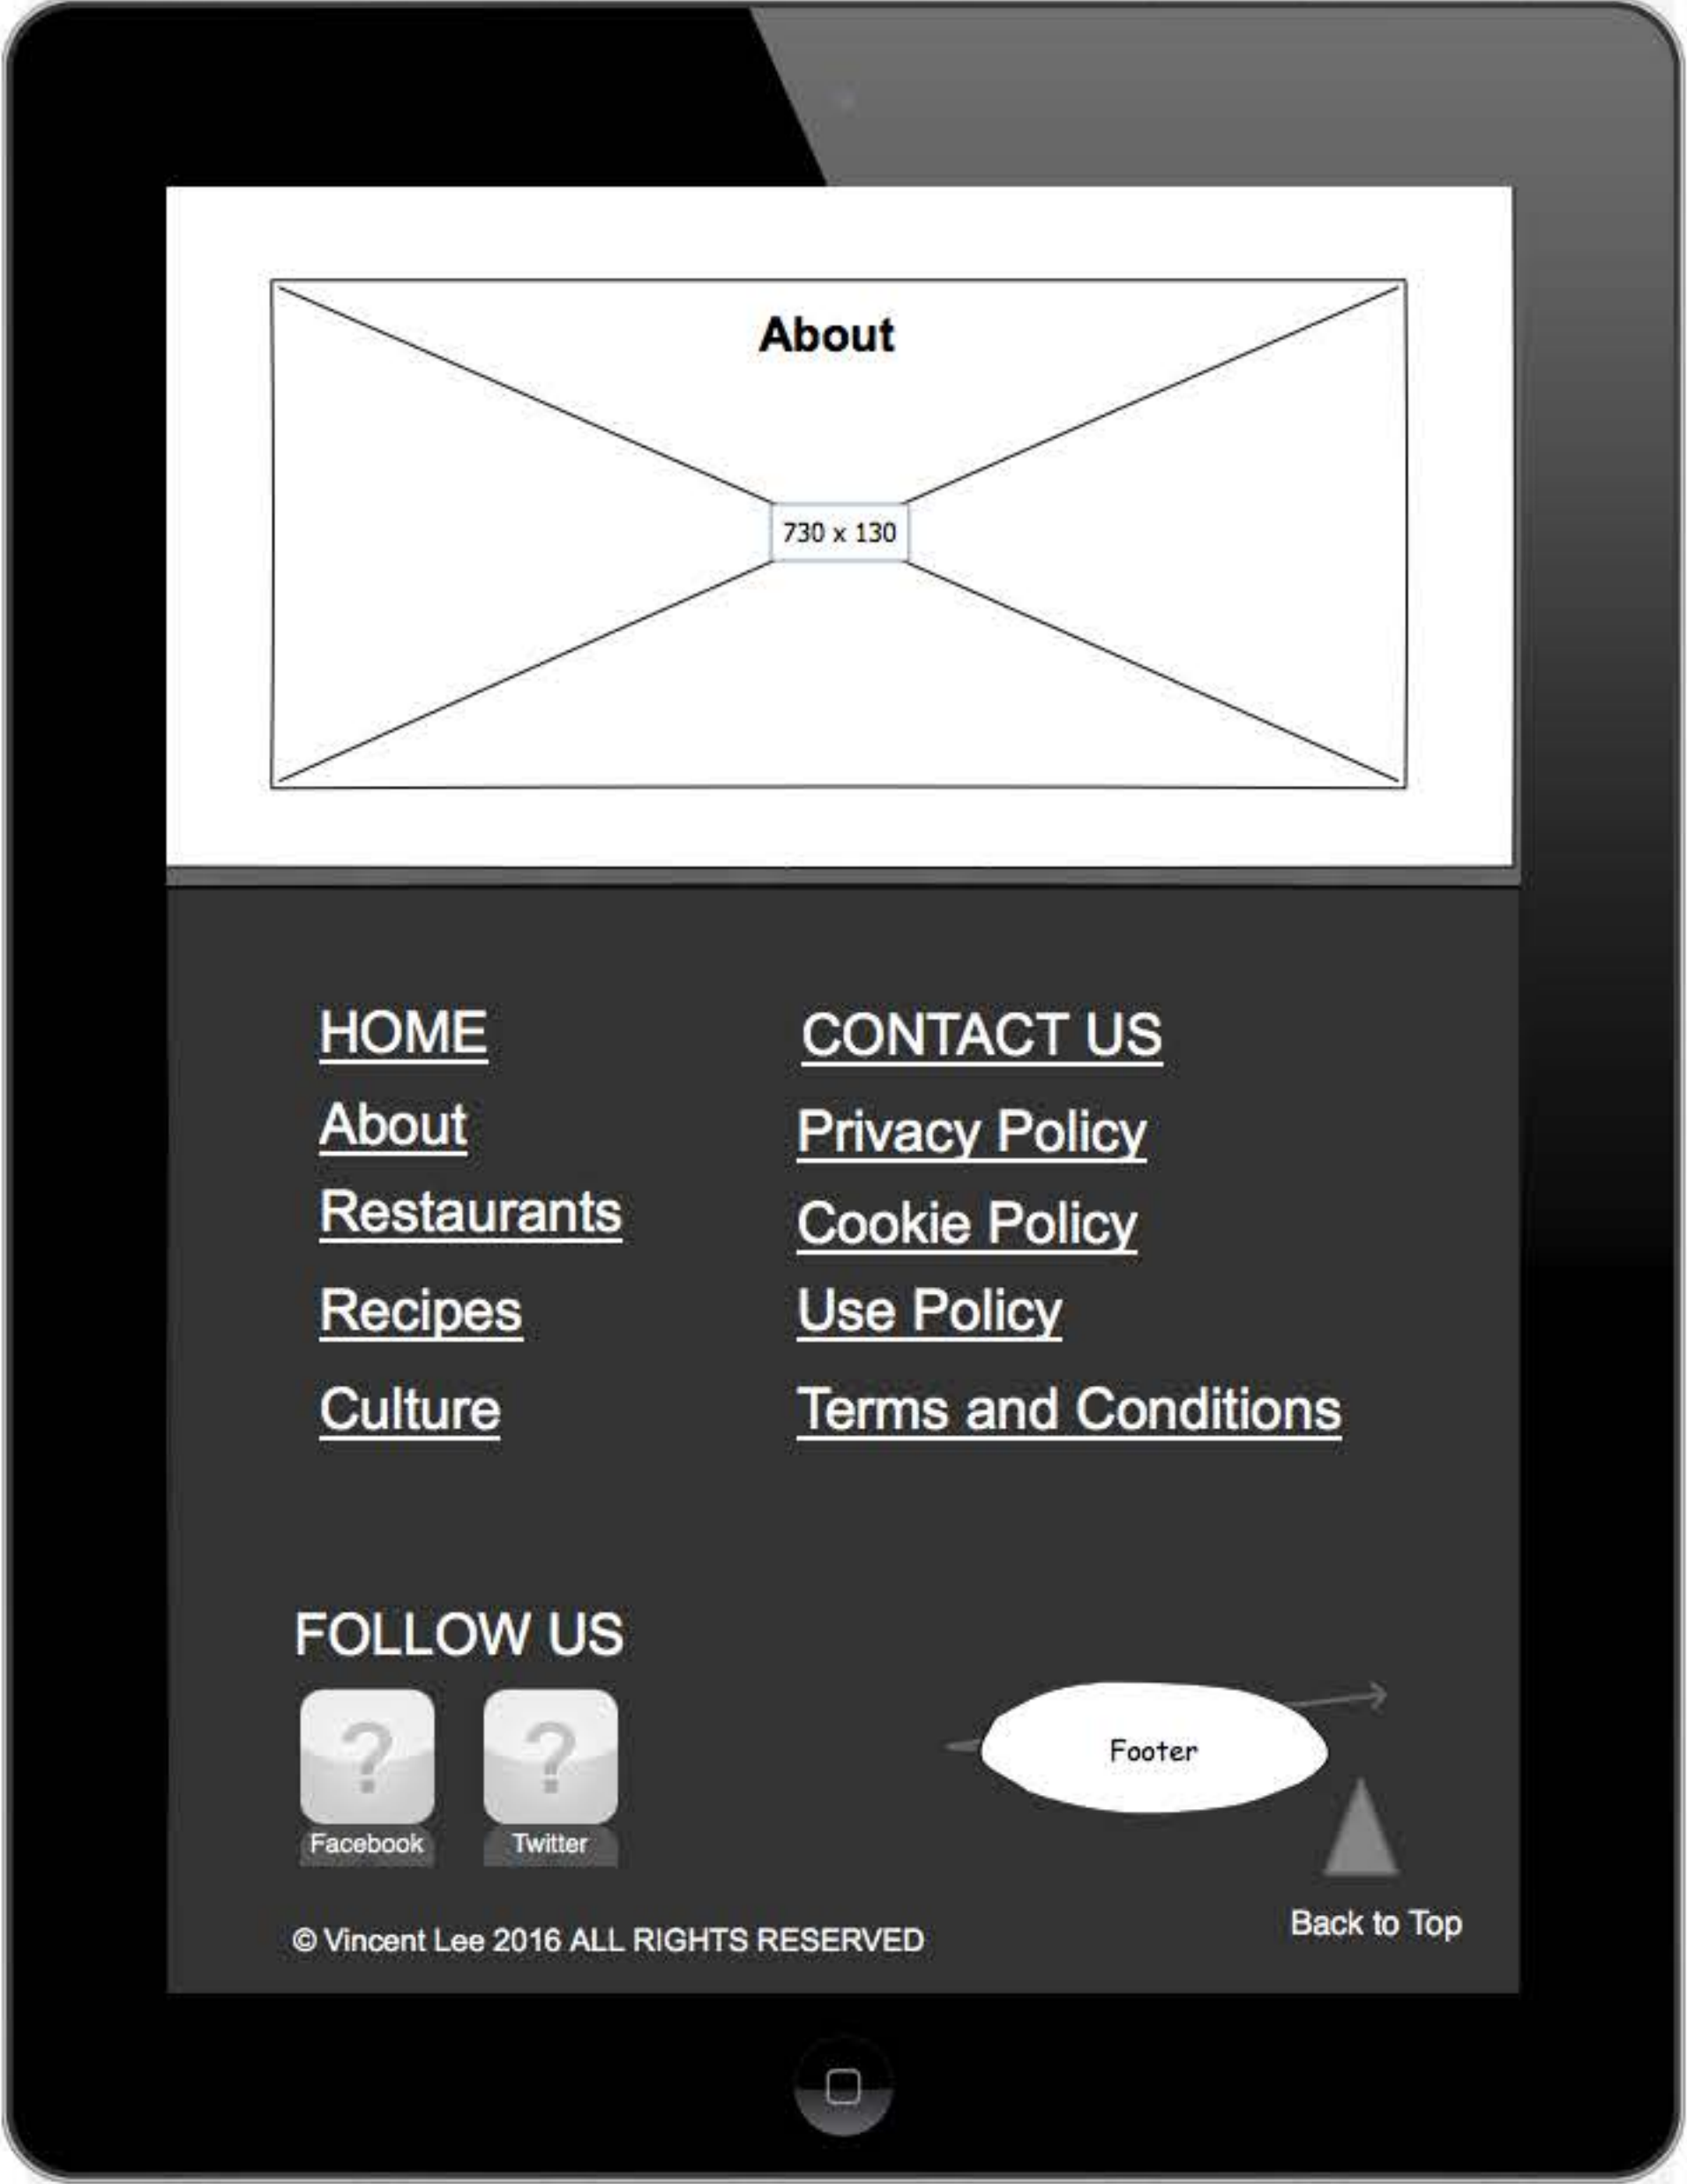 About
730 x 130
HOME
About
Restaurants
Recipes
Culture
CONTACT US
Privacy Policy
Cookie Policy
Use Policy
Terms and Conditions
FOLLOW US
?
?
Facebook
Twitter
Footer
Back to Top
© Vincent Lee 2016 ALL RIGHTS RESERVED